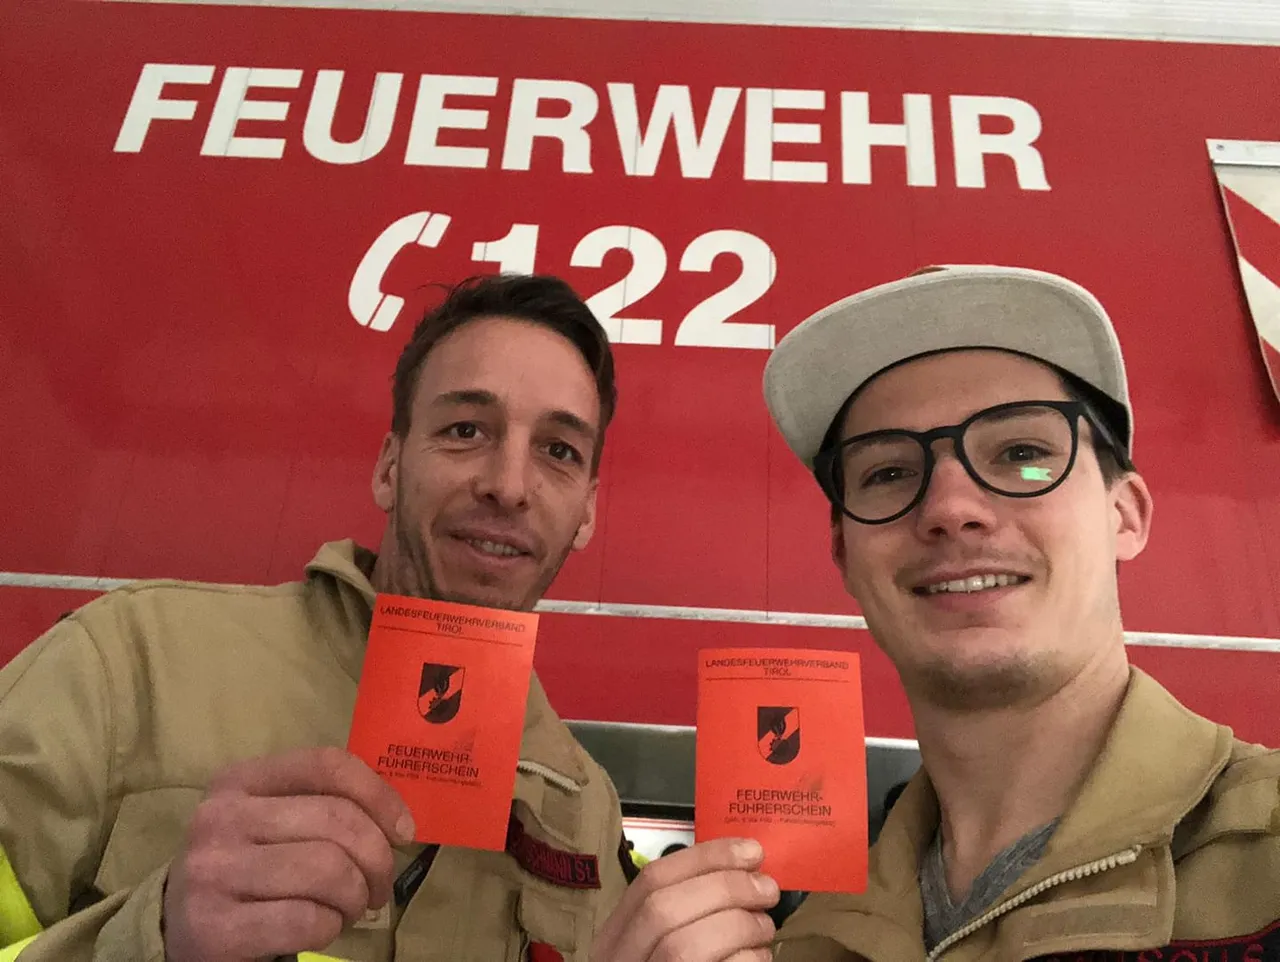 FEUERWEHR
122
LANDESFEUERWEHRVERBAND
TIROL
FEUERWEHR-
FÜHRERSCHEIN
LANDESFEUERWEHRVERBAND
TIROL
FEUERWEHR-
FÜHRERSCHEIN